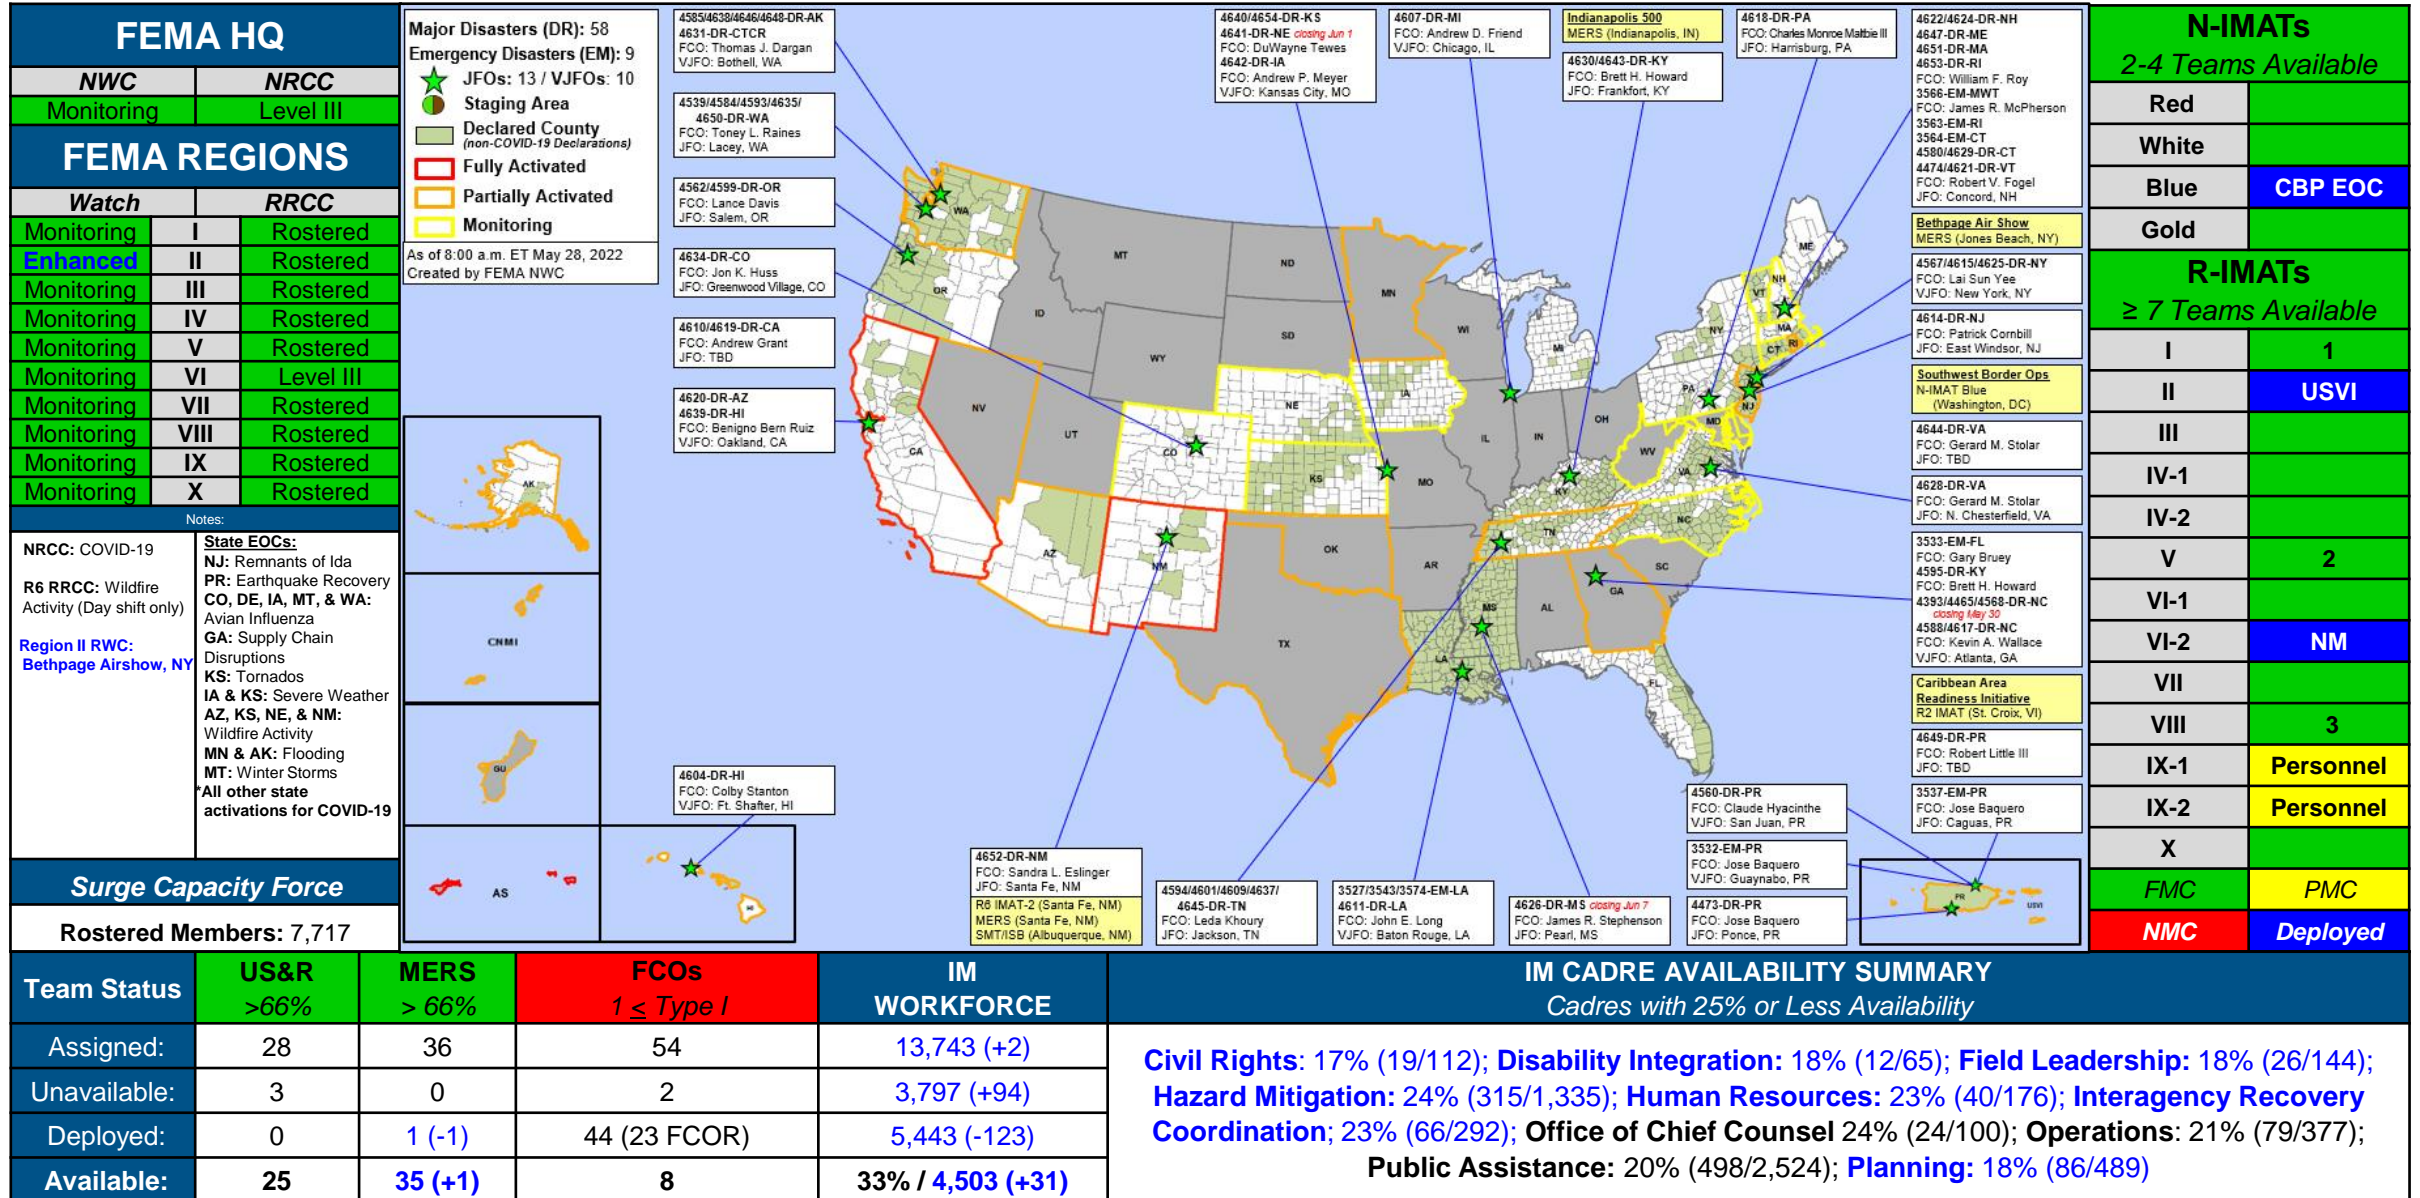 FEMA HQ
NWC NRCC
Monitoring Level III
FEMA REGIONS
Watch RRCC
Monitoring I Rostered
Enhanced II Rostered
Monitoring III Rostered
Monitoring IV Rostered
Monitoring V Rostered
Monitoring VI Level III
Monitoring VII Rostered
Monitoring VIII Rostered
Monitoring IX Rostered
Monitoring X Rostered
Notes:
NRCC: COVID-19
R6 RRCC: Wildfire
Activity (Day shift only)
Region II RWC:
Bethpage Airshow, NY
State EOCs:
NJ: Remnants of Ida
PR: Earthquake Recovery
CO, DE, IA, MT, & WA:
Avian Influenza
GA: Supply Chain
Disruptions
KS: Tornados
IA & KS: Severe Weather
AZ, KS, NE, & NM:
Wildfire Activity
MN & AK: Flooding
MT: Winter Storms
*All other state
activations for COVID-19
Surge Capacity Force
Rostered Members: 7,717
Major Disasters (DR): 58
Emergency Disasters (EM): 9
JFOs: 13 / VJFOs: 10
Staging Area
Declared County
(non-COVID-19 Declarations)
Fully Activated
Partially Activated
Monitoring
As of 8:00 a.m. ET May 28, 2022
Created by FEMA NWC
4585/4638/4646/4648-DR-AK
4631-DR-CTCR
FCO: Thomas J. Dargan
VJFO: Bothell, WA
4539/4584/4593/4635/
4650-DR-WA
FCO: Toney L. Raines
JFO: Lacey, WA
4562/4599-DR-OR
FCO: Lance Davis
JFO: Salem, OR
4634-DR-CO
FCO: Jon K. Huss
JFO: Greenwood Village, CO
4610/4619-DR-CA
FCO: Andrew Grant
JFO: TBD
4620-DR-AZ
4639-DR-HI
FCO: Benigno Bern Ruiz
VJFO: Oakland, CA
4604-DR-HI
FCO: Colby Stanton
VJFO: Ft. Shafter, HI
4640/4654-DR-KS
4641-DR-NE closing Jun 1
FCO: DuWayne Tewes
4642-DR-IA
FCO: Andrew P. Meyer
VJFO: Kansas City, MO
4607-DR-MI
FCO: Andrew D. Friend
VJFO: Chicago, IL
Indianapolis 500
MERS (Indianapolis, IN)
4630/4643-DR-KY
FCO: Brett H. Howard
JFO: Frankfort, KY
4618-DR-PA
FCO: Charles Monroe Maltbie III
JFO: Harrisburg, PA
4622/4624-DR-NH
4647-DR-ME
4651-DR-MA
4653-DR-RI
FCO: William F. Roy
3566-EM-MWT
FCO: James R. McPherson
3563-EM-RI
3564-EM-CT
4580/4629-DR-CT
4474/4621-DR-VT
FCO: Robert V. Fogel
JFO: Concord, NH
Bethpage Air Show
MERS (Jones Beach, NY)
4567/4615/4625-DR-NY
FCO: Lai Sun Yee
VJFO: New York, NY
4614-DR-NJ
FCO: Patrick Cornbill
JFO: East Windsor, NJ
Southwest Border Ops
N-IMAT Blue
(Washington, DC)
4644-DR-VA
FCO: Gerard M. Stolar
JFO: TBD
4628-DR-VA
FCO: Gerard M. Stolar
JFO: N. Chesterfield, VA
3533-EM-FL
FCO: Gary Bruey
4595-DR-KY
FCO: Brett H. Howard
4393/4465/4568-DR-NC
closing May 30
4588/4617-DR-NC
FCO: Kevin A. Wallace
VJFO: Atlanta, GA
Caribbean Area
Readiness Initiative
R2 IMAT (St. Croix, VI)
4649-DR-PR
FCO: Robert Little III
JFO: TBD
4560-DR-PR
FCO: Claude Hyacinthe
VJFO: San Juan, PR
3537-EM-PR
FCO: Jose Baquero
JFO: Caguas, PR
3532-EM-PR
FCO: Jose Baquero
VJFO: Guaynabo, PR
4473-DR-PR
FCO: Jose Baquero
JFO: Ponce, PR
4652-DR-NM
FCO: Sandra L. Eslinger
JFO: Santa Fe, NM
R6 IMAT-2 (Santa Fe, NM)
MERS (Santa Fe, NM)
SMT/ISB (Albuquerque, NM)
4594/4601/4609/4637/
4645-DR-TN
FCO: Leda Khoury
JFO: Jackson, TN
3527/3543/3574-EM-LA
4611-DR-LA
FCO: John E. Long
VJFO: Baton Rouge, LA
4626-DR-MS closing Jun 7
FCO: James R. Stephenson
JFO: Pearl, MS
WA
OR
CA
NV
ID
MT
WY
UT
AZ
CO
NM
ND
SD
NE
KS
OK
TX
MN
IA
MO
AR
LA
WI
IL
MI
IN
OH
KY
TN
MS
AL
GA
FL
SC
NC
VA
WV
MD
PA
NJ
NY
CT
RI
MA
VT
NH
ME
AK
CNMI
GU
AS
HI
PR
USVI
N-IMATs
2-4 Teams Available
Red
White
Blue CBP EOC
Gold
R-IMATs
≥ 7 Teams Available
I 1
II USVI
III
IV-1
IV-2
V 2
VI-1
VI-2 NM
VII
VIII 3
IX-1 Personnel
IX-2 Personnel
X
FMC PMC
NMC Deployed
Team Status US&R >66% MERS > 66% FCOs 1 ≤ Type I IM WORKFORCE
Assigned: 28 36 54 13,743 (+2)
Unavailable: 3 0 2 3,797 (+94)
Deployed: 0 1 (-1) 44 (23 FCOR) 5,443 (-123)
Available: 25 35 (+1) 8 33% / 4,503 (+31)
IM CADRE AVAILABILITY SUMMARY
Cadres with 25% or Less Availability
Civil Rights: 17% (19/112); Disability Integration: 18% (12/65); Field Leadership: 18% (26/144);
Hazard Mitigation: 24% (315/1,335); Human Resources: 23% (40/176); Interagency Recovery
Coordination; 23% (66/292); Office of Chief Counsel 24% (24/100); Operations: 21% (79/377);
Public Assistance: 20% (498/2,524); Planning: 18% (86/489)